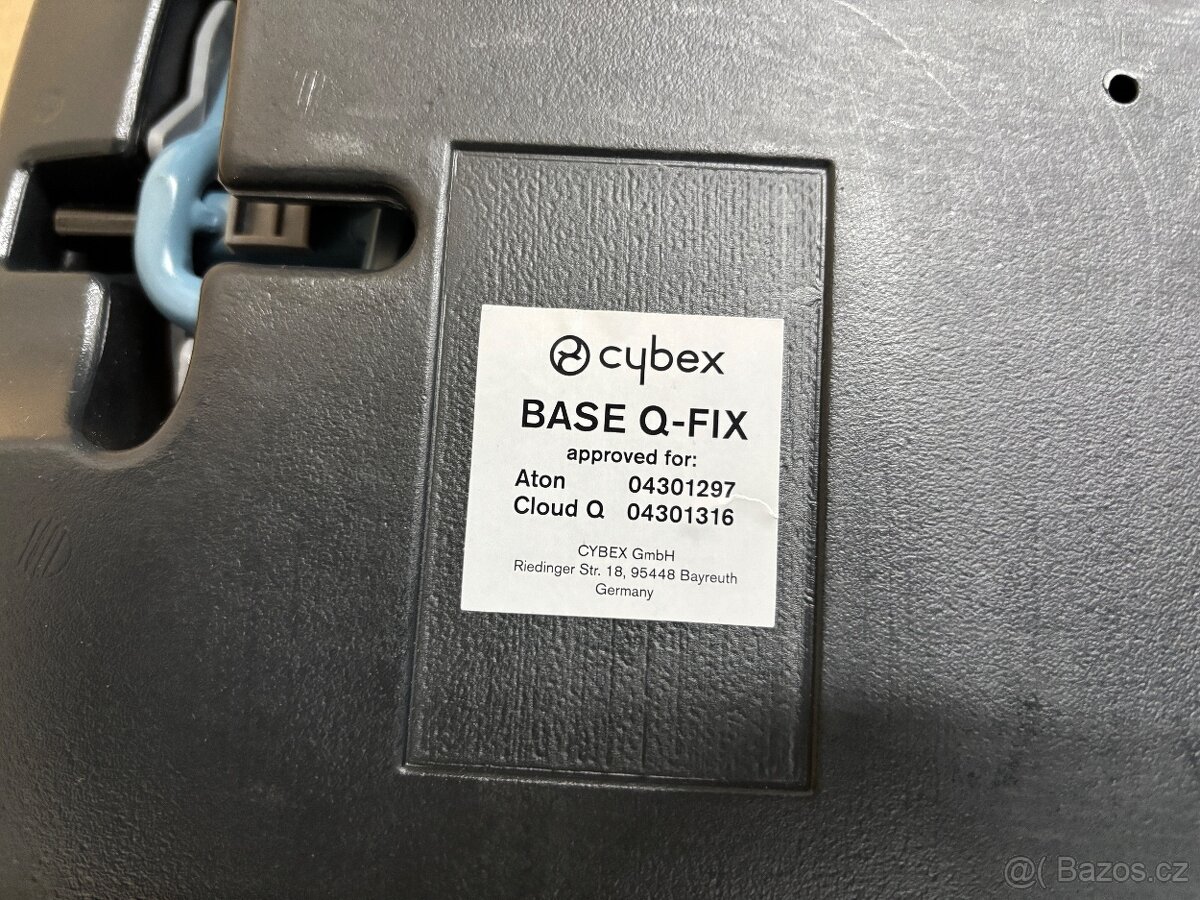 cybex
BASE Q-FIX
approved for:
Aton 04301297
Cloud Q 04301316
CYBEX GmbH
Riedinger Str. 18, 95448 Bayreuth
Germany
@( Bazos.cz